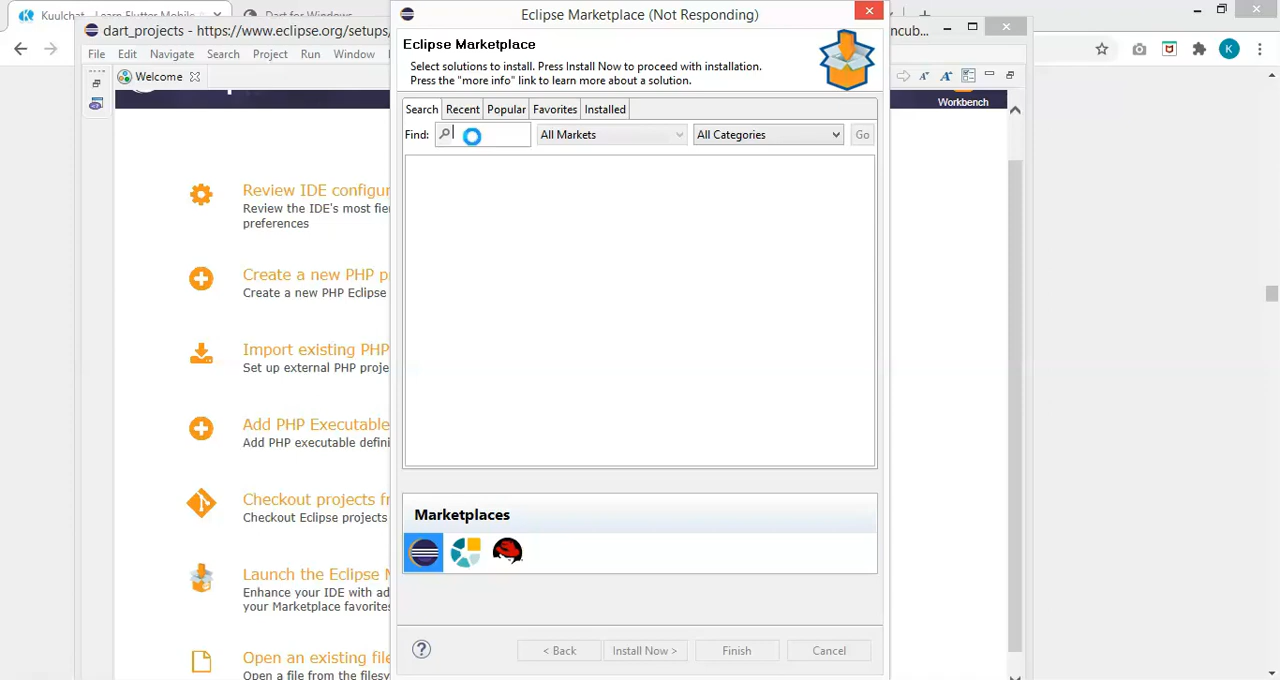 Kuulchat - Learn Flutter Mobile
Dart for Windows
Eclipse Marketplace (Not Responding)
dart_projects - https://www.eclipse.org/setups/
ncub...
File Edit Navigate Search Project Run Window
K
Welcome
Workbench
Eclipse Marketplace
Select solutions to install. Press Install Now to proceed with installation.
Press the "more info" link to learn more about a solution.
Search Recent Popular Favorites Installed
Find: All Markets All Categories Go
Review IDE configur
Review the IDE's most fier
preferences
Create a new PHP p
Create a new PHP Eclipse
Import existing PHP
Set up external PHP proje
Add PHP Executable
Add PHP executable defini
Checkout projects fr
Checkout Eclipse projects
Launch the Eclipse M
Enhance your IDE with ad
your Marketplace favorites
Open an existing file
Open a file from the filesy
Marketplaces
? < Back Install Now > Finish Cancel